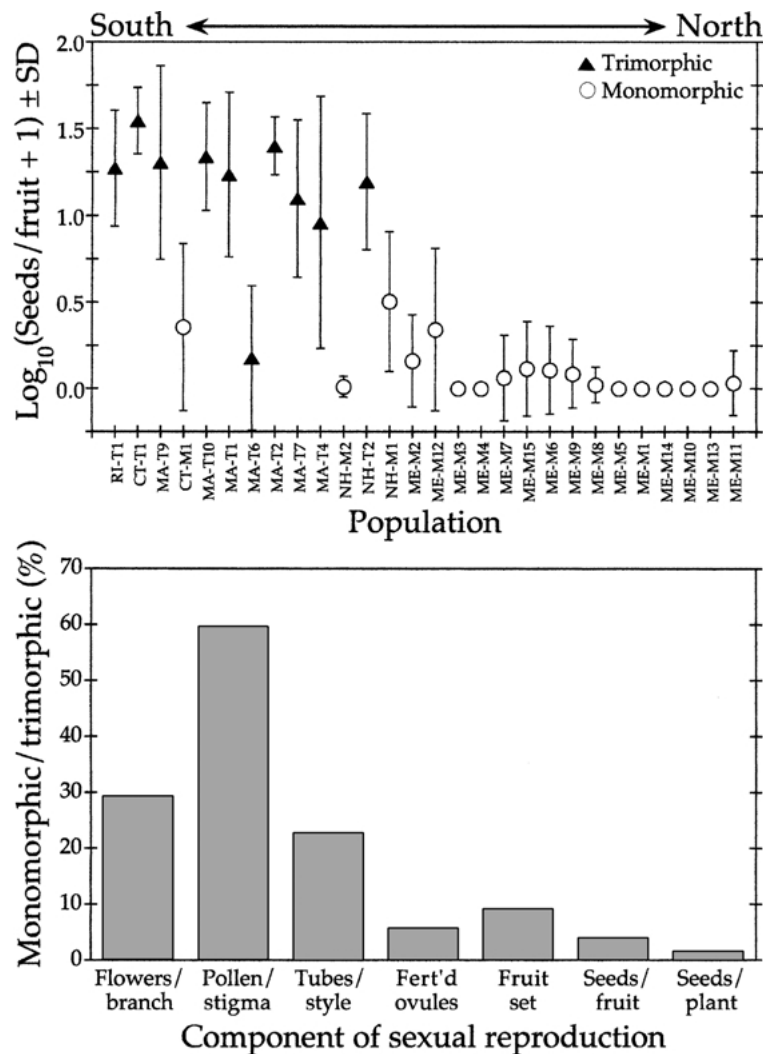 South North
2.0
1.5
1.0
0.5
0.0
Log10(Seeds/fruit + 1) ± SD
Trimorphic
Monomorphic
RI-T1
CT-T1
MA-T9
CT-M1
MA-T10
MA-T1
MA-T6
MA-T2
MA-T7
MA-T4
NH-M2
NH-T2
NH-M1
ME-M2
ME-M12
ME-M3
ME-M4
ME-M7
ME-M15
ME-M6
ME-M9
ME-M8
ME-M5
ME-M1
ME-M14
ME-M10
ME-M13
ME-M11
Population
70
60
50
40
30
20
10
0
Monomorphic/trimorphic (%)
Flowers/
branch
Pollen/
stigma
Tubes/
style
Fert'd
ovules
Fruit
set
Seeds/
fruit
Seeds/
plant
Component of sexual reproduction